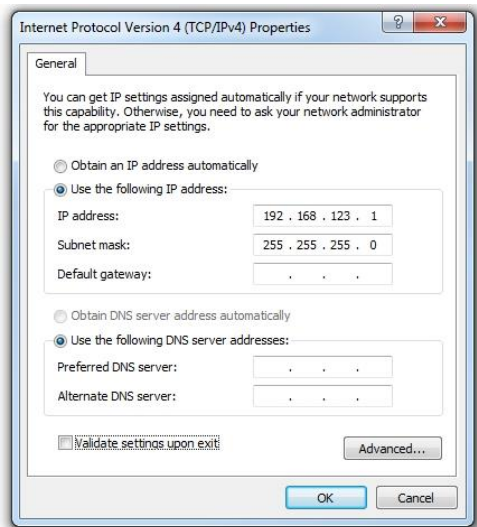 Internet Protocol Version 4 (TCP/IPv4) Properties
General
You can get IP settings assigned automatically if your network supports
this capability. Otherwise, you need to ask your network administrator
for the appropriate IP settings.
Obtain an IP address automatically
Use the following IP address:
IP address: 192 . 168 . 123 . 1
Subnet mask: 255 . 255 . 255 . 0
Default gateway: . . .
Obtain DNS server address automatically
Use the following DNS server addresses:
Preferred DNS server: . . .
Alternate DNS server: . . .
Validate settings upon exit
Advanced...
OK Cancel